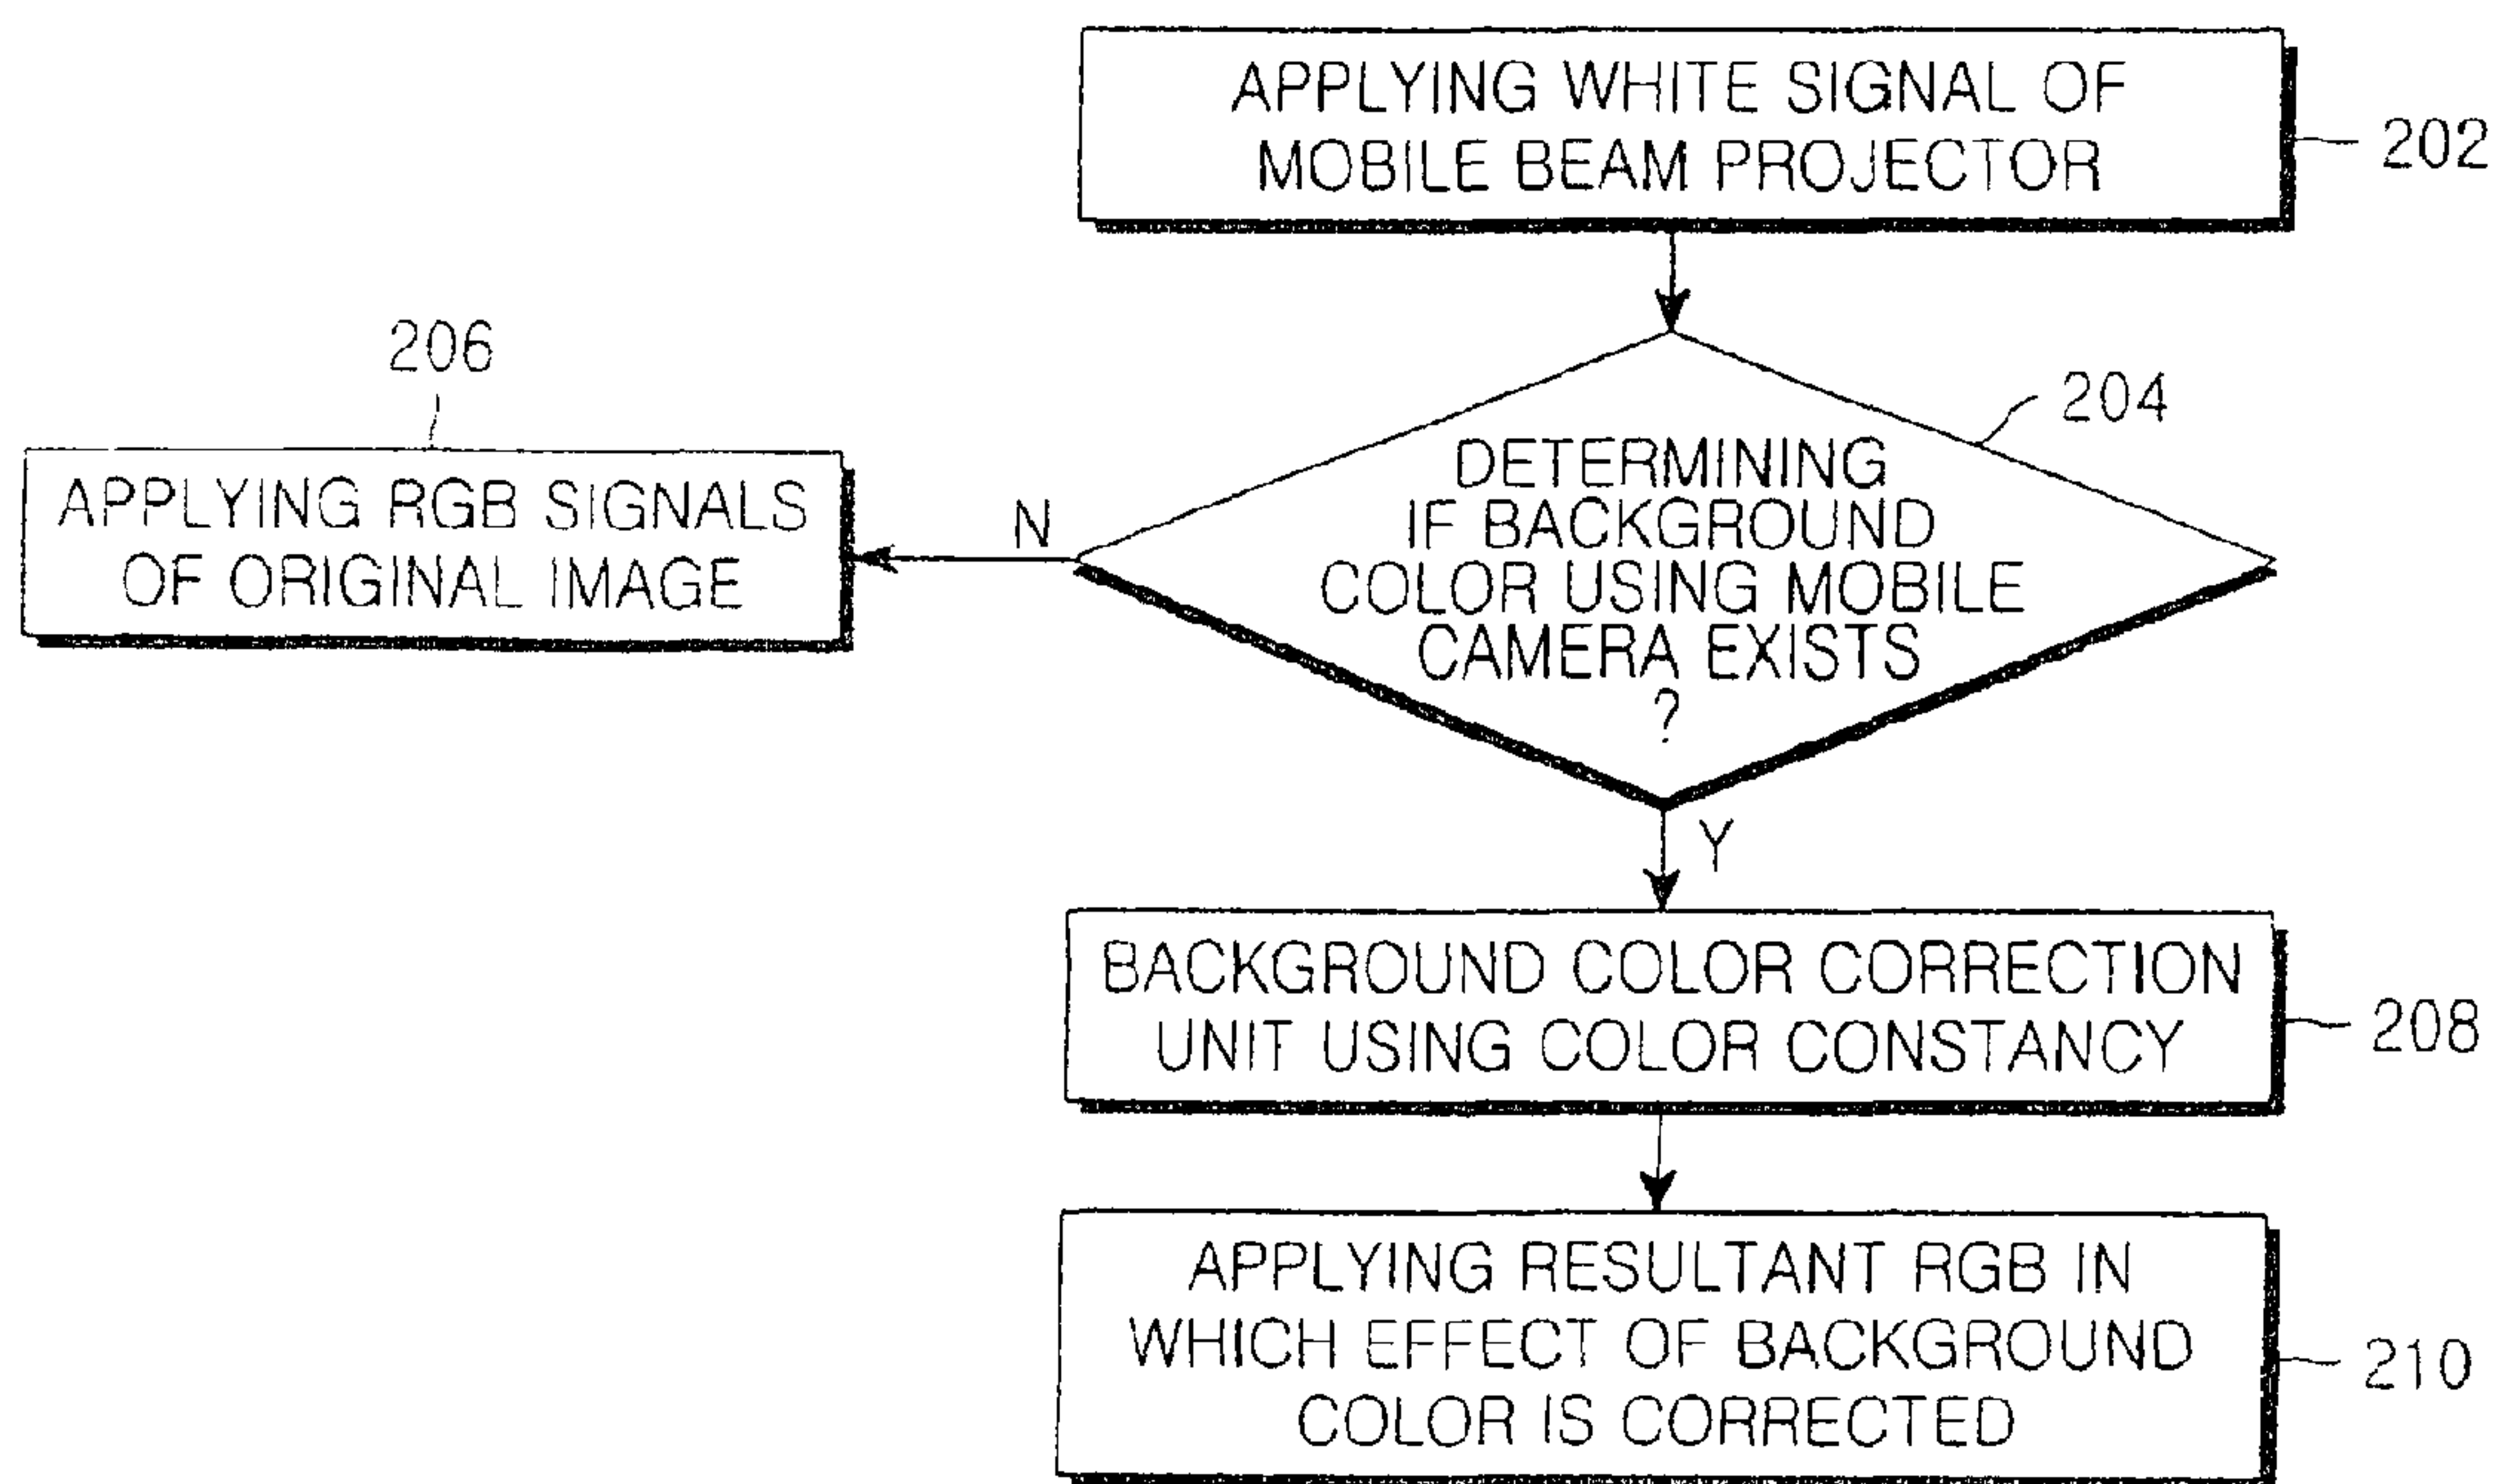 APPLYING WHITE SIGNAL OF
MOBILE BEAM PROJECTOR
202
204
DETERMINING
IF BACKGROUND
COLOR USING MOBILE
CAMERA EXISTS
?
N
206
APPLYING RGB SIGNALS
OF ORIGINAL IMAGE
Y
BACKGROUND COLOR CORRECTION
UNIT USING COLOR CONSTANCY
208
APPLYING RESULTANT RGB IN
WHICH EFFECT OF BACKGROUND
COLOR IS CORRECTED
210